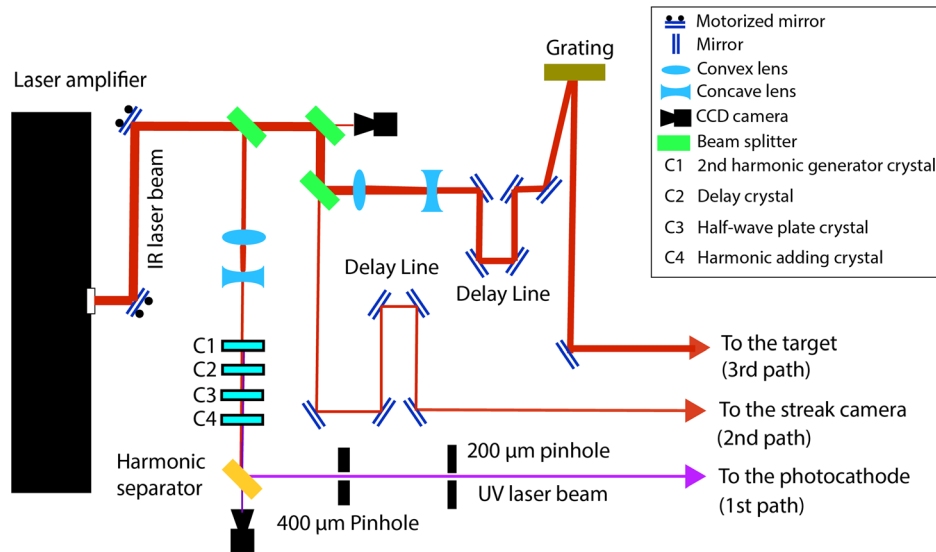 Laser amplifier
IR laser beam
Grating
Motorized mirror
Mirror
Convex lens
Concave lens
CCD camera
Beam splitter
C1 2nd harmonic generator crystal
C2 Delay crystal
C3 Half-wave plate crystal
C4 Harmonic adding crystal
Delay Line
Delay Line
C1
C2
C3
C4
To the target
(3rd path)
To the streak camera
(2nd path)
Harmonic
separator
400 µm Pinhole
200 µm pinhole
UV laser beam
To the photocathode
(1st path)